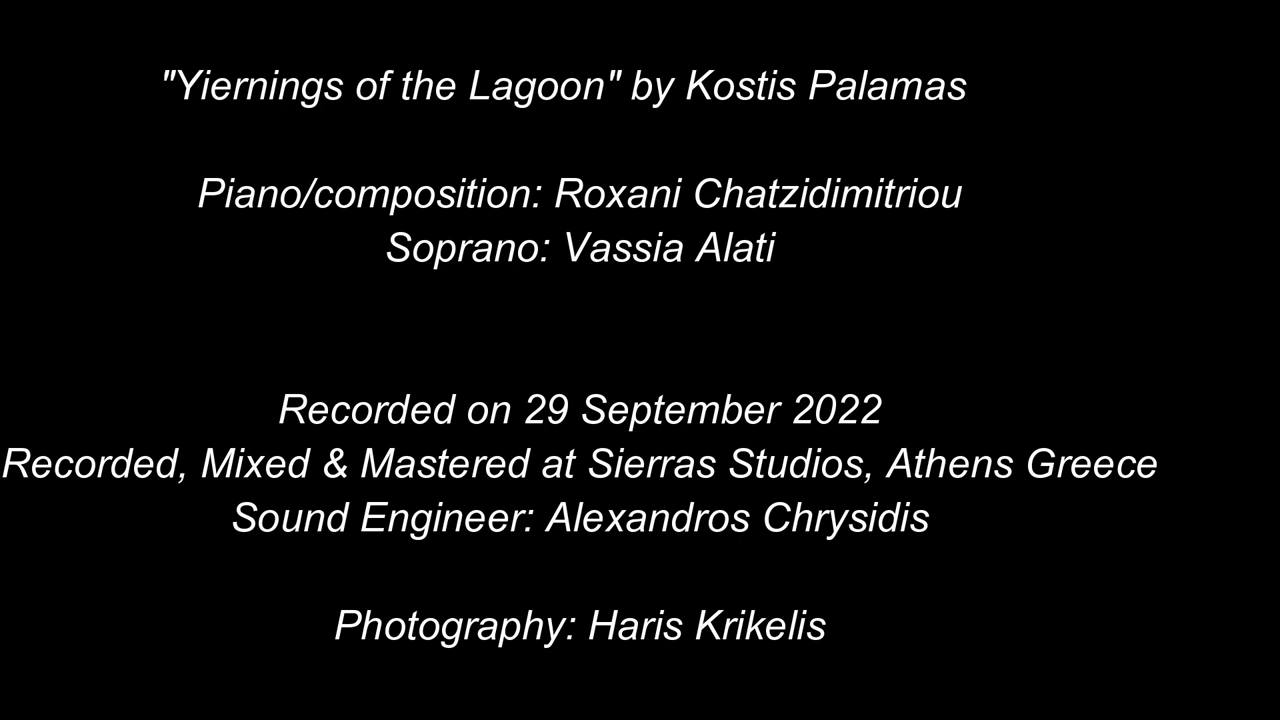 "Yiernings of the Lagoon" by Kostis Palamas
Piano/composition: Roxani Chatzidimitriou
Soprano: Vassia Alati
Recorded on 29 September 2022
Recorded, Mixed & Mastered at Sierras Studios, Athens Greece
Sound Engineer: Alexandros Chrysidis
Photography: Haris Krikelis